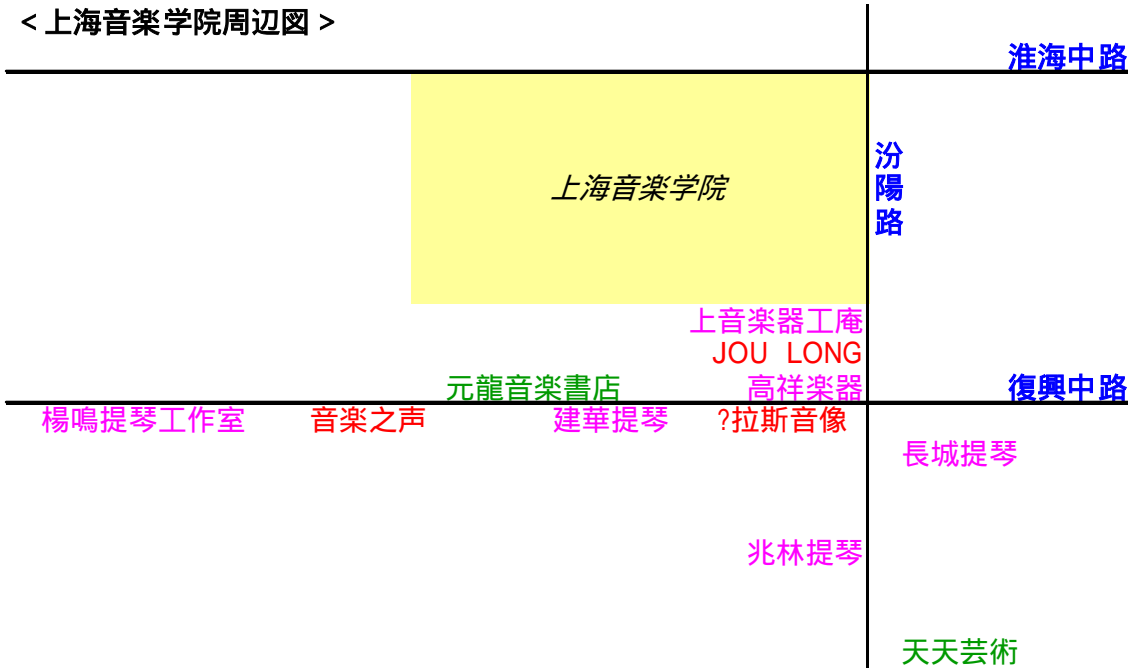 ＜上海音楽学院周辺図＞
淮海中路
上海音楽学院
汾陽路
上音楽器工庵
JOU LONG
元龍音楽書店
高祥楽器
復興中路
楊鳴提琴工作室
音楽之声
建華提琴
?拉斯音像
長城提琴
兆林提琴
天天芸術